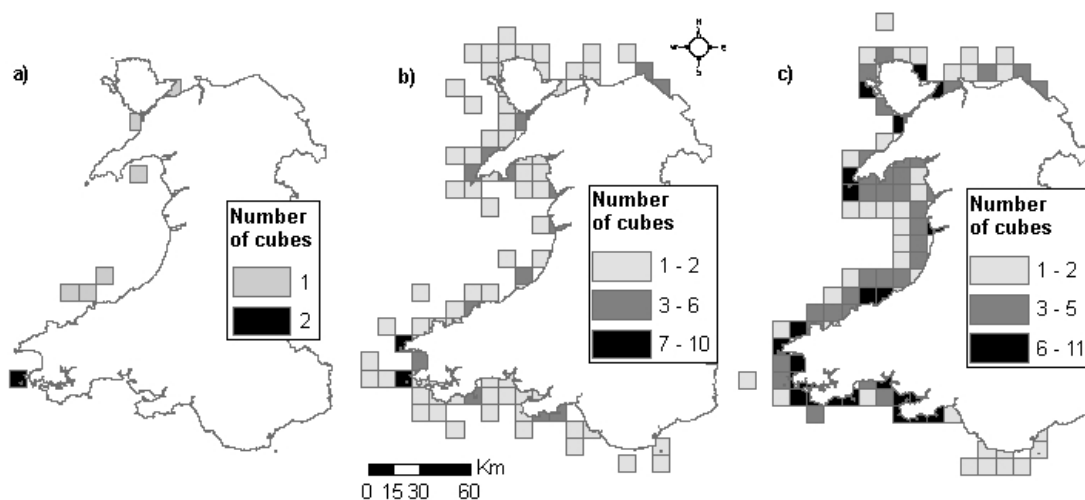 a)
Number
of cubes
1
2
b)
Number
of cubes
1 - 2
3 - 6
7 - 10
Km
0 15 30 60
N
W E
S
c)
Number
of cubes
1 - 2
3 - 5
6 - 11